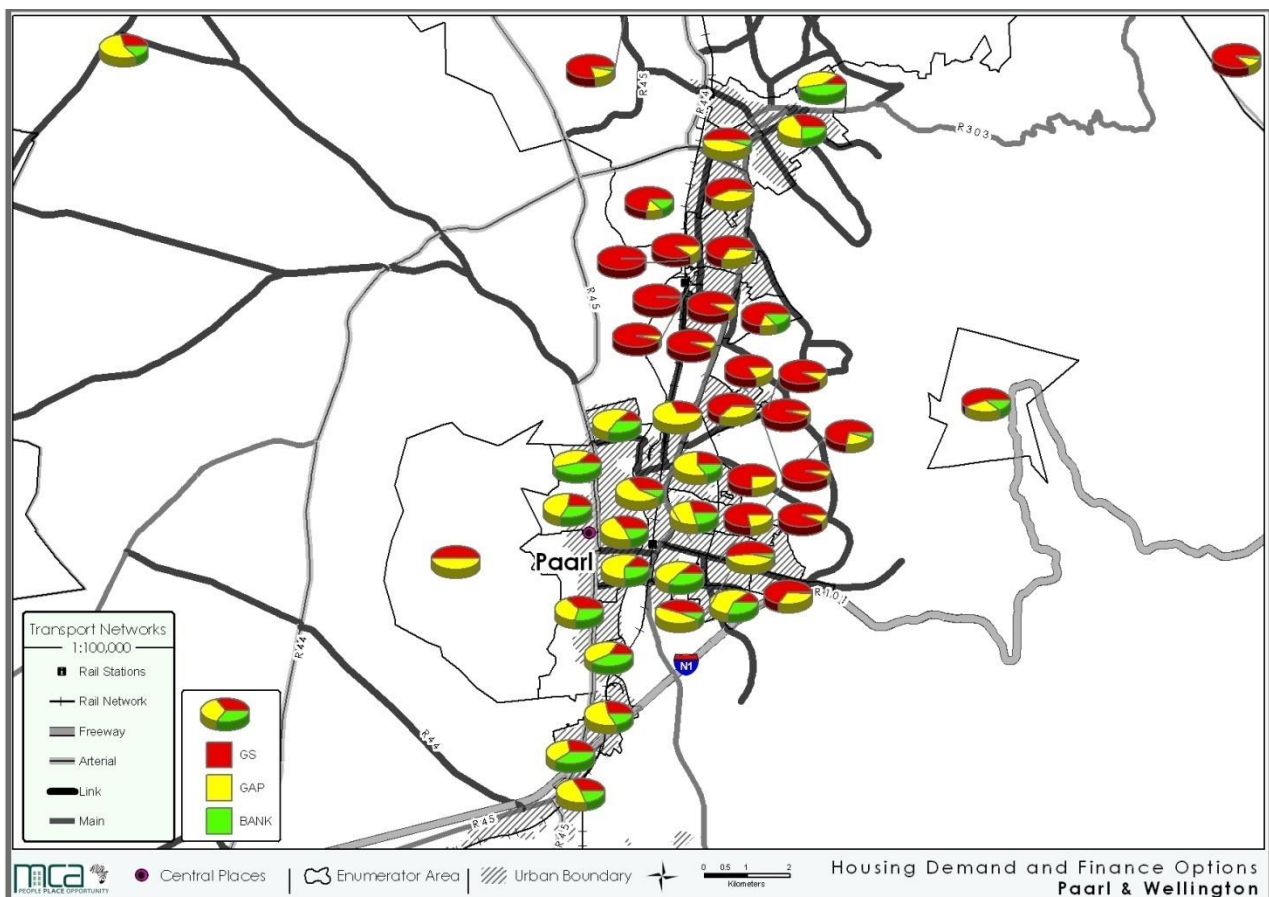 R45
R44
R303
R45
Paarl
R101
N1
R44
R44
R45
R45
Transport Networks
1:100,000
Rail Stations
Rail Network
Freeway
Arterial
Link
Main
GS
GAP
BANK
mca
PEOPLE PLACE OPPORTUNITY
Central Places
Enumerator Area
Urban Boundary
0 0.5 1 2
Kilometers
Housing Demand and Finance Options
Paarl & Wellington